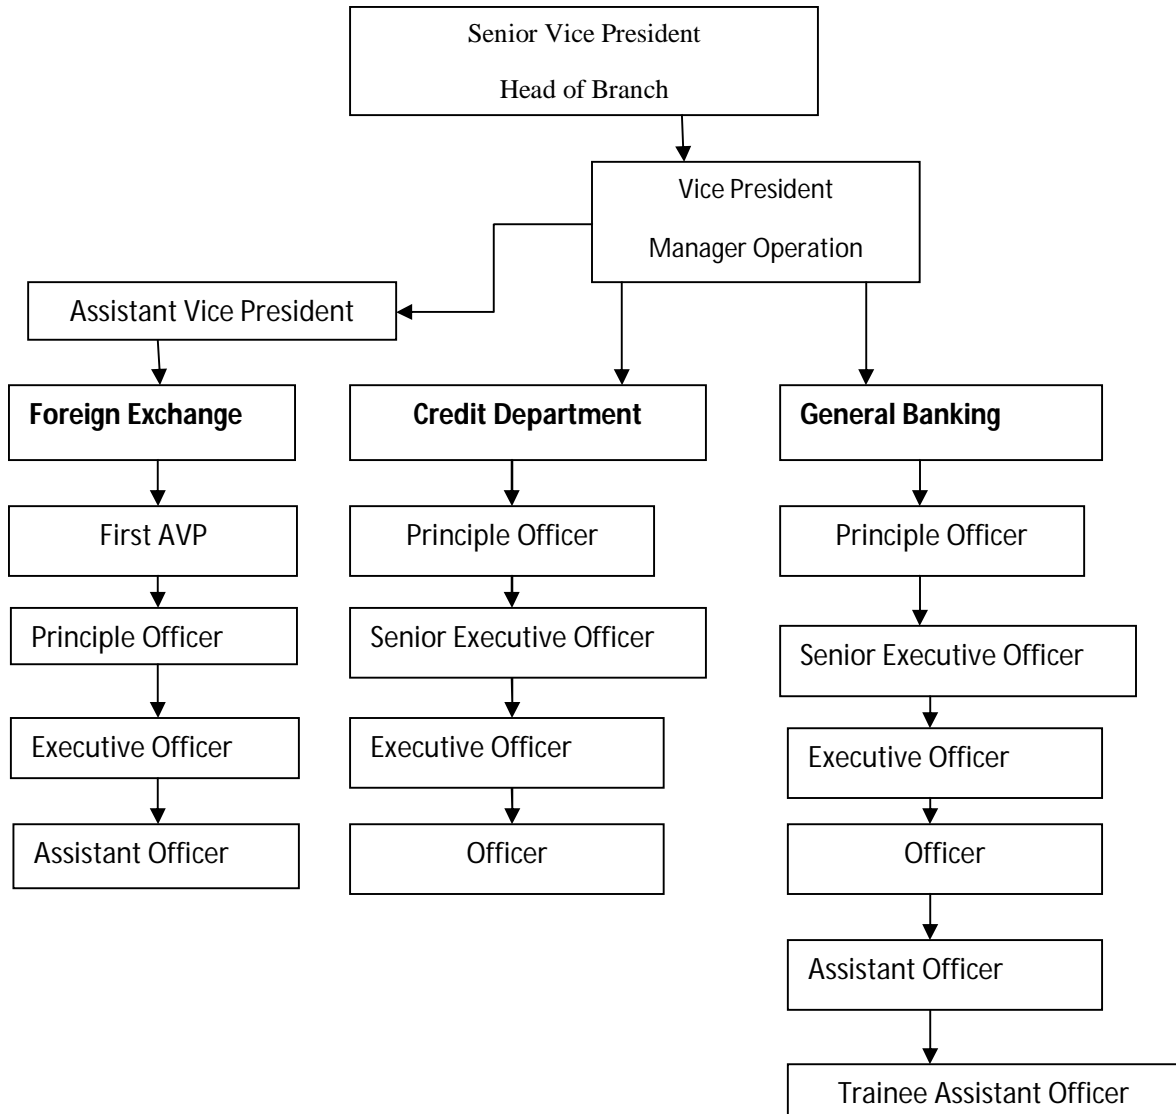 Senior Vice President
Head of Branch
Vice President
Manager Operation
Assistant Vice President
Foreign Exchange
Credit Department
General Banking
First AVP
Principle Officer
Principle Officer
Principle Officer
Senior Executive Officer
Senior Executive Officer
Executive Officer
Executive Officer
Executive Officer
Assistant Officer
Officer
Officer
Assistant Officer
Trainee Assistant Officer